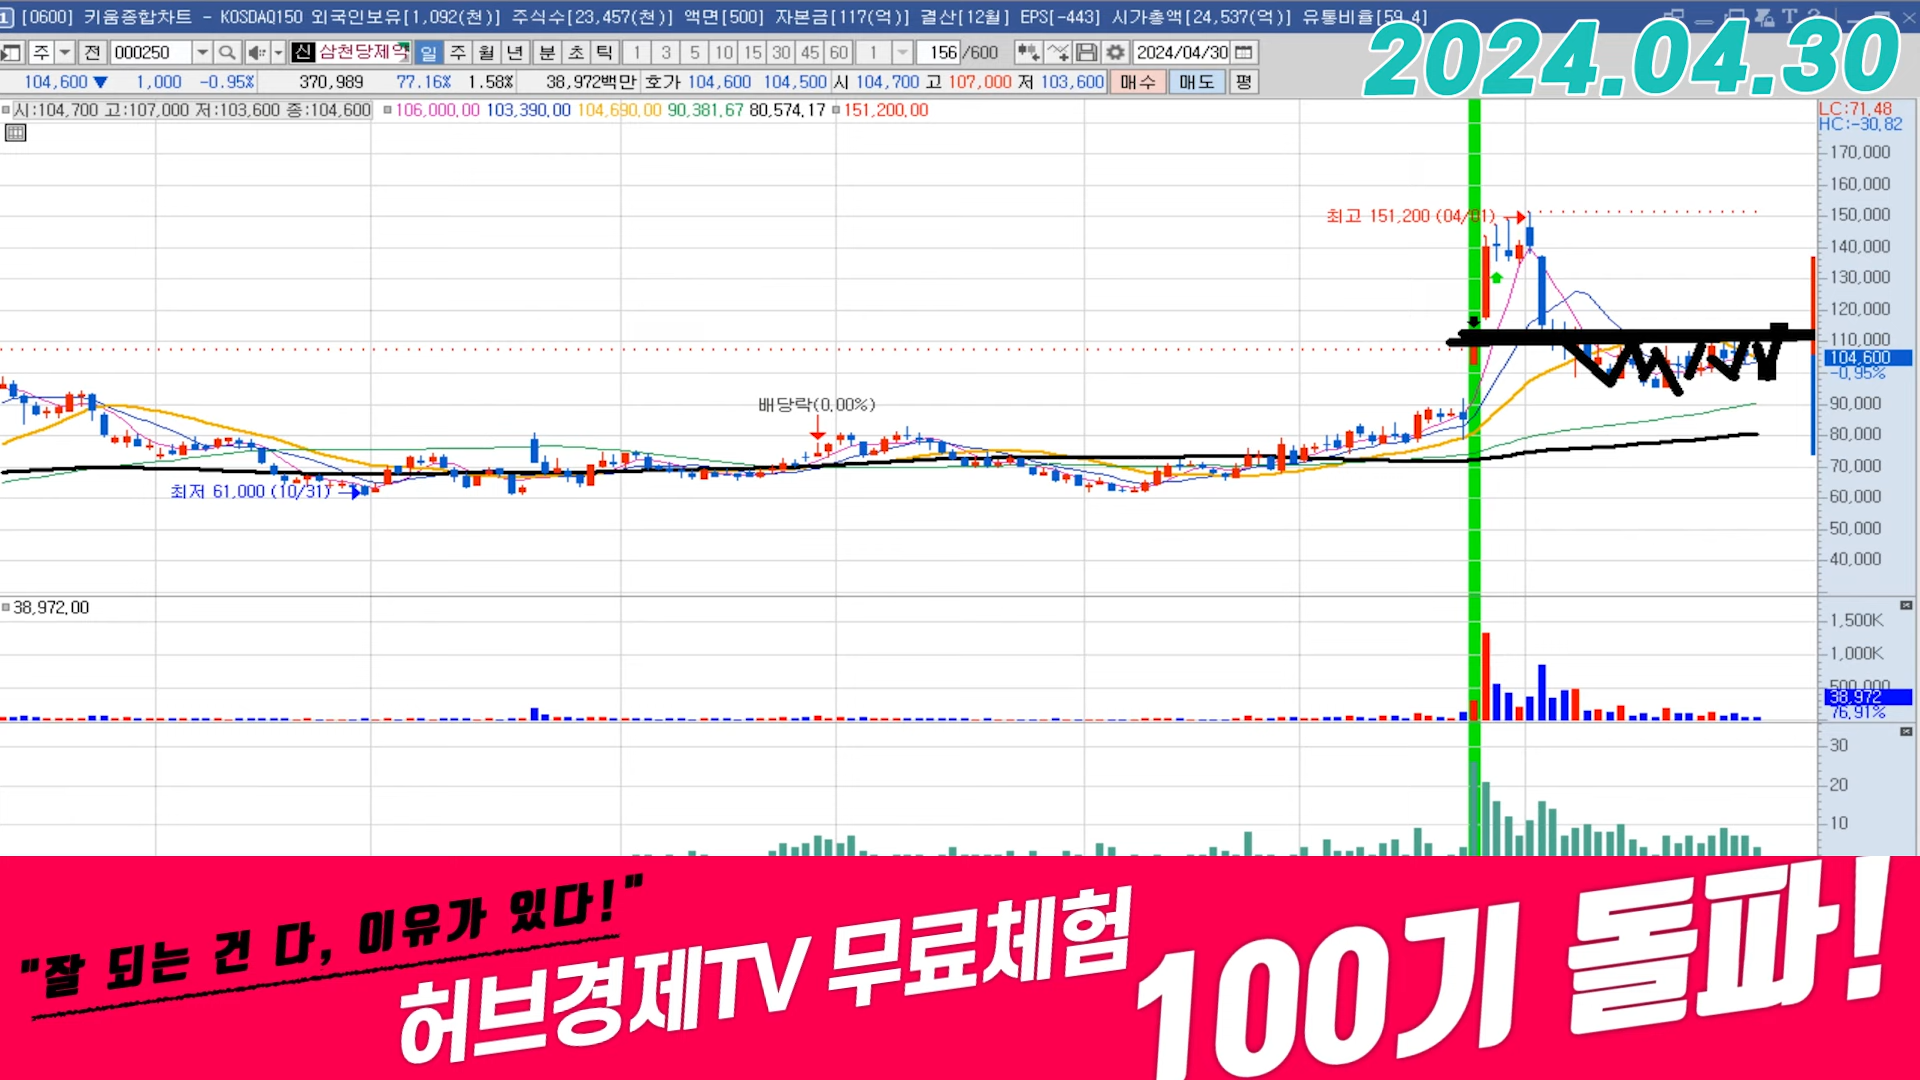 [0600] 키움종합차트 - KOSDAQ150 외국인보유[1,092(천)] 주식수[23,457(천)] 액면[500] 자본금[117(억)] 결산[12월] EPS[-443] 시가총액[24,537(억)] 유통비율[59.4]
2024.04.30
주 전 000250 신 삼천당제약 일 주 월 년 분 초 틱 1 3 5 10 15 30 45 60 1 156 /600 2024/04/30
104,600 ▼ 1,000 -0.95% 370,989 77.16% 1.58% 38,972백만 호가 104,600 104,500 시 104,700 고 107,000 저 103,600 매수 매도 평
시:104,700 고:107,000 저:103,600 종:104,600 106,000.00 103,390.00 104,690.00 90,381.67 80,574.17 151,200.00
LC:71.48
HC:-30.82
170,000
160,000
최고 151,200 (04/01)
150,000
140,000
130,000
120,000
110,000
104,600
-0.95%
배당락(0.00%)
90,000
80,000
70,000
최저 61,000 (10/31)
60,000
50,000
40,000
38,972.00
1,500K
1,000K
500,000
38,972
76.91%
30
20
10
"잘 되는 건 다, 이유가 있다!"
허브경제TV 무료체험
100기 돌파!